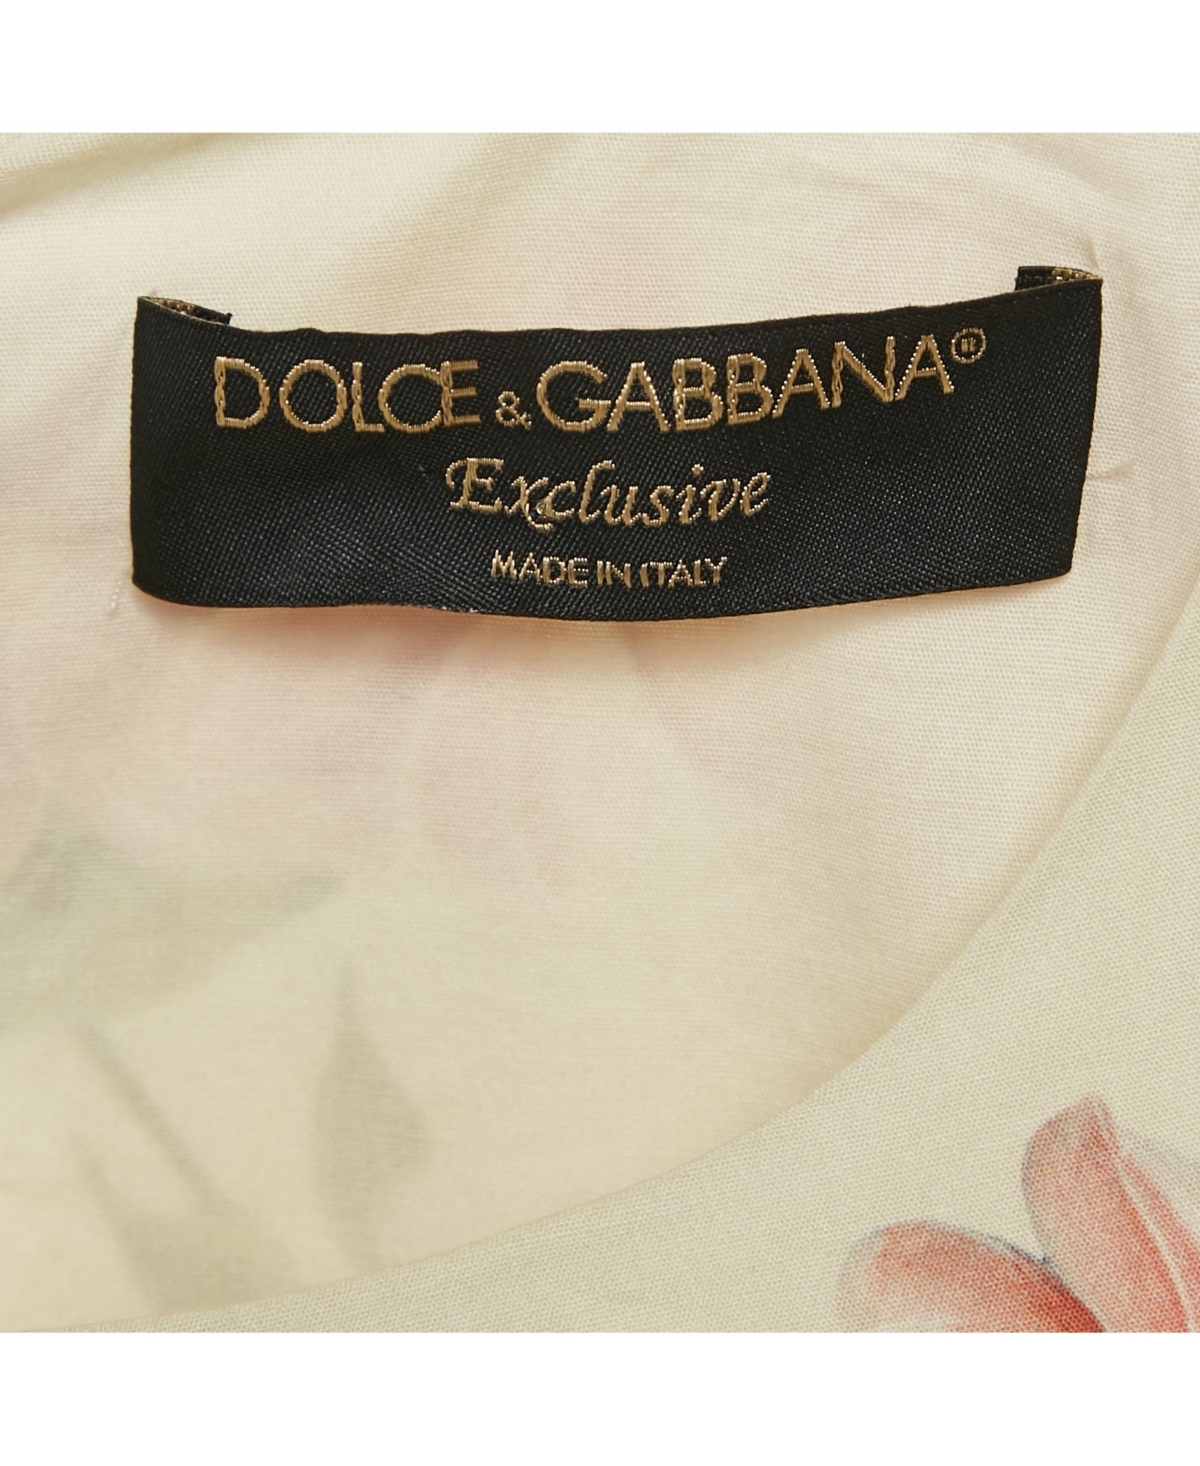 DOLCE & GABBANA®
Exclusive
MADE IN ITALY